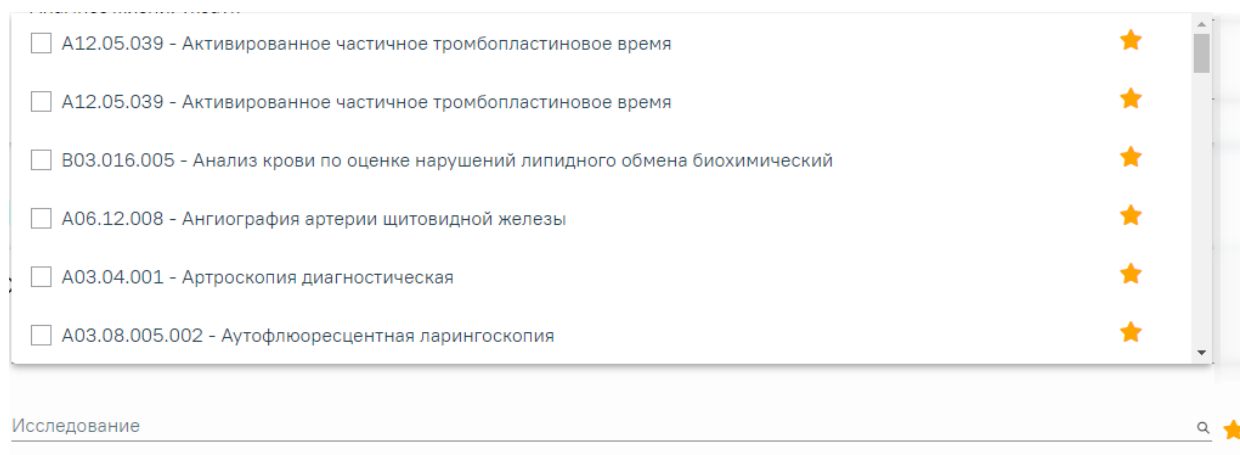 A12.05.039 - Активированное частичное тромбопластиновое время
A12.05.039 - Активированное частичное тромбопластиновое время
B03.016.005 - Анализ крови по оценке нарушений липидного обмена биохимический
A06.12.008 - Ангиография артерии щитовидной железы
A03.04.001 - Артроскопия диагностическая
A03.08.005.002 - Аутофлюоресцентная ларингоскопия
Исследование